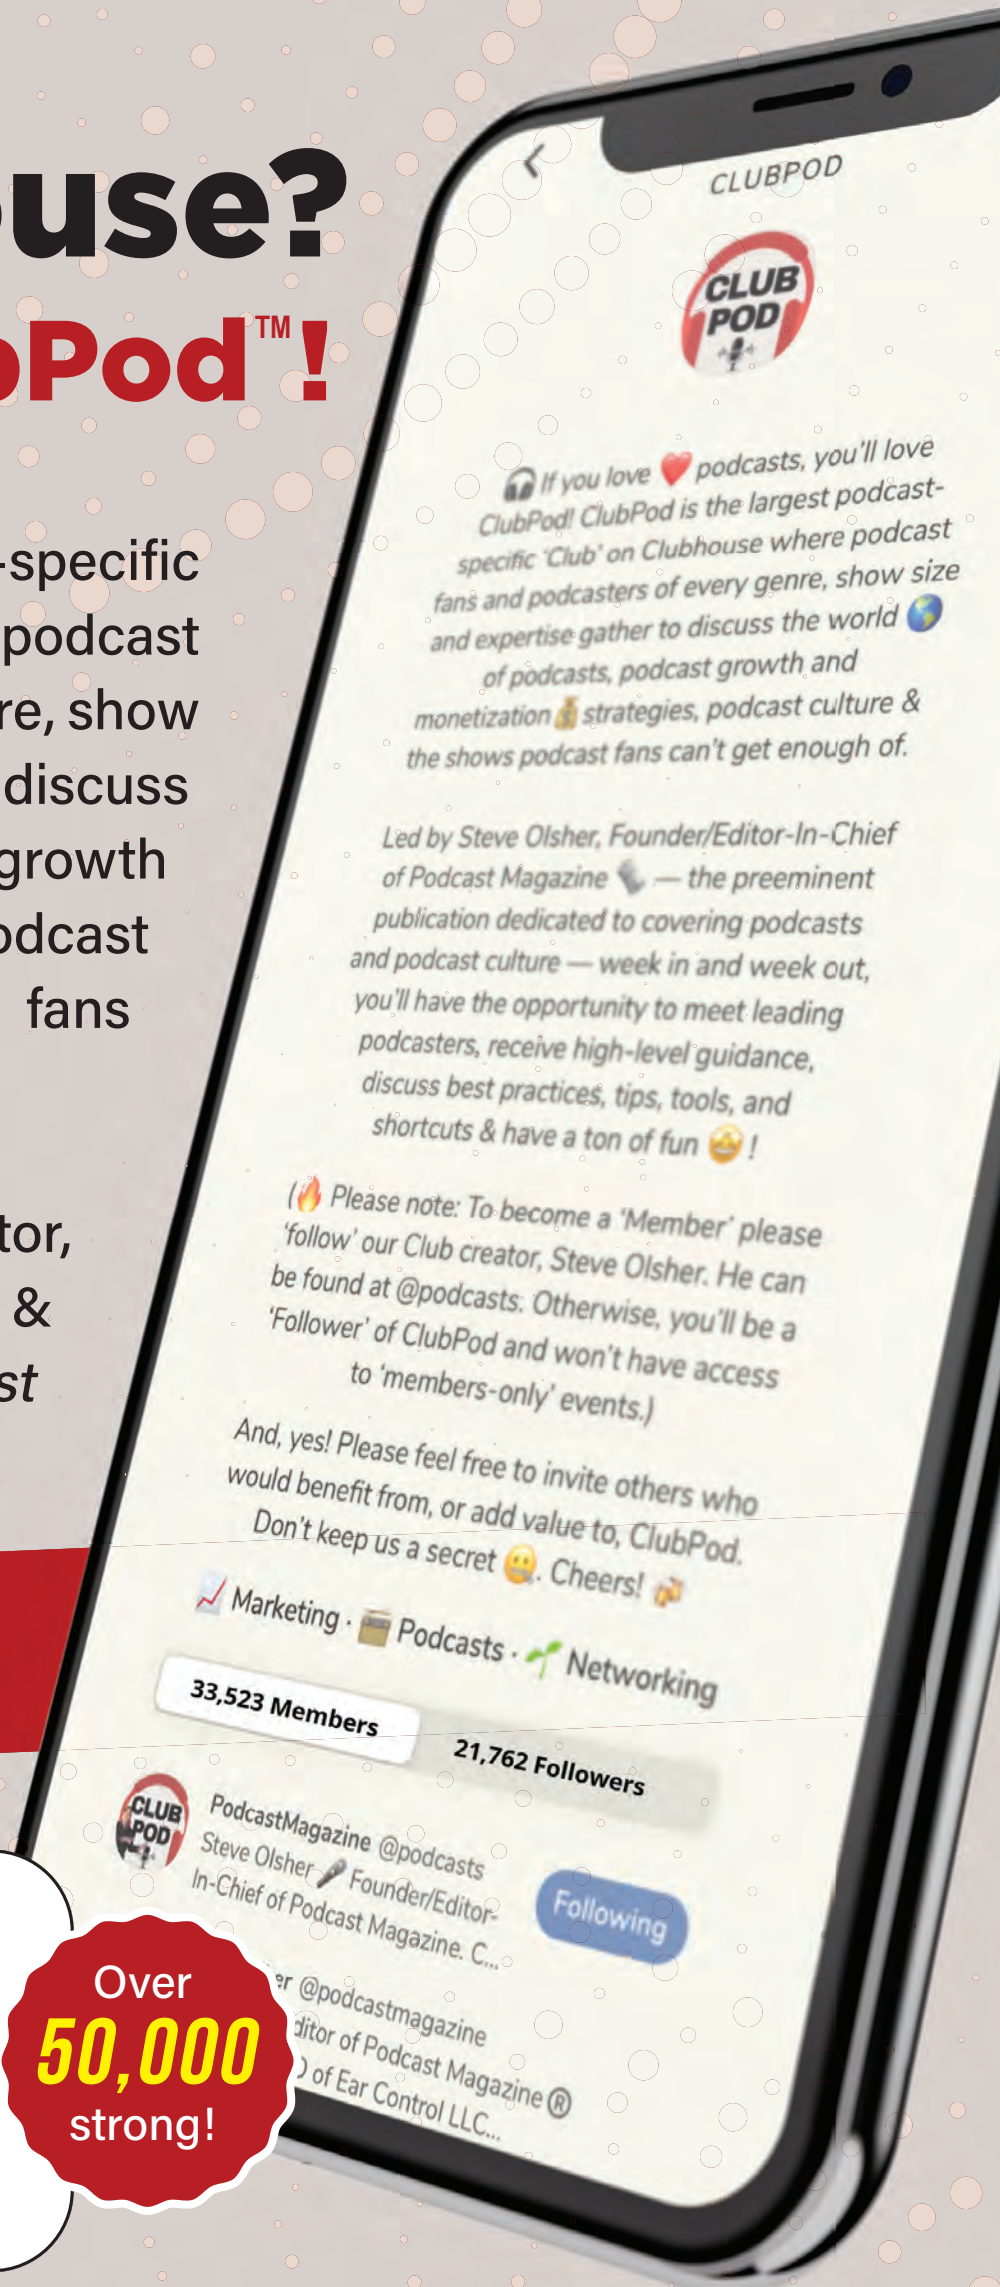 ouse?
bPod™!
-specific
podcast
re, show
discuss
growth
odcast
fans
tor,
&
st
Over
50,000
strong!
CLUBPOD
CLUB
POD
🎧 If you love ❤️ podcasts, you'll love
ClubPod! ClubPod is the largest podcast-
specific 'Club' on Clubhouse where podcast
fans and podcasters of every genre, show size
and expertise gather to discuss the world 🌎
of podcasts, podcast growth and
monetization 💰 strategies, podcast culture &
the shows podcast fans can't get enough of.
Led by Steve Olsher, Founder/Editor-In-Chief
of Podcast Magazine 🗞️ — the preeminent
publication dedicated to covering podcasts
and podcast culture — week in and week out,
you'll have the opportunity to meet leading
podcasters, receive high-level guidance,
discuss best practices, tips, tools, and
shortcuts & have a ton of fun 🤩 !
(🔥 Please note: To become a 'Member' please
'follow' our Club creator, Steve Olsher. He can
be found at @podcasts. Otherwise, you'll be a
'Follower' of ClubPod and won't have access
to 'members-only' events.)
And, yes! Please feel free to invite others who
would benefit from, or add value to, ClubPod.
Don't keep us a secret 🤐. Cheers! 🍻
📈 Marketing · 🗃️ Podcasts · 🌱 Networking
33,523 Members
21,762 Followers
CLUB
POD
PodcastMagazine @podcasts
Steve Olsher 🎤 Founder/Editor-
In-Chief of Podcast Magazine. C...
Following
er @podcastmagazine
ditor of Podcast Magazine ®
of Ear Control LLC...